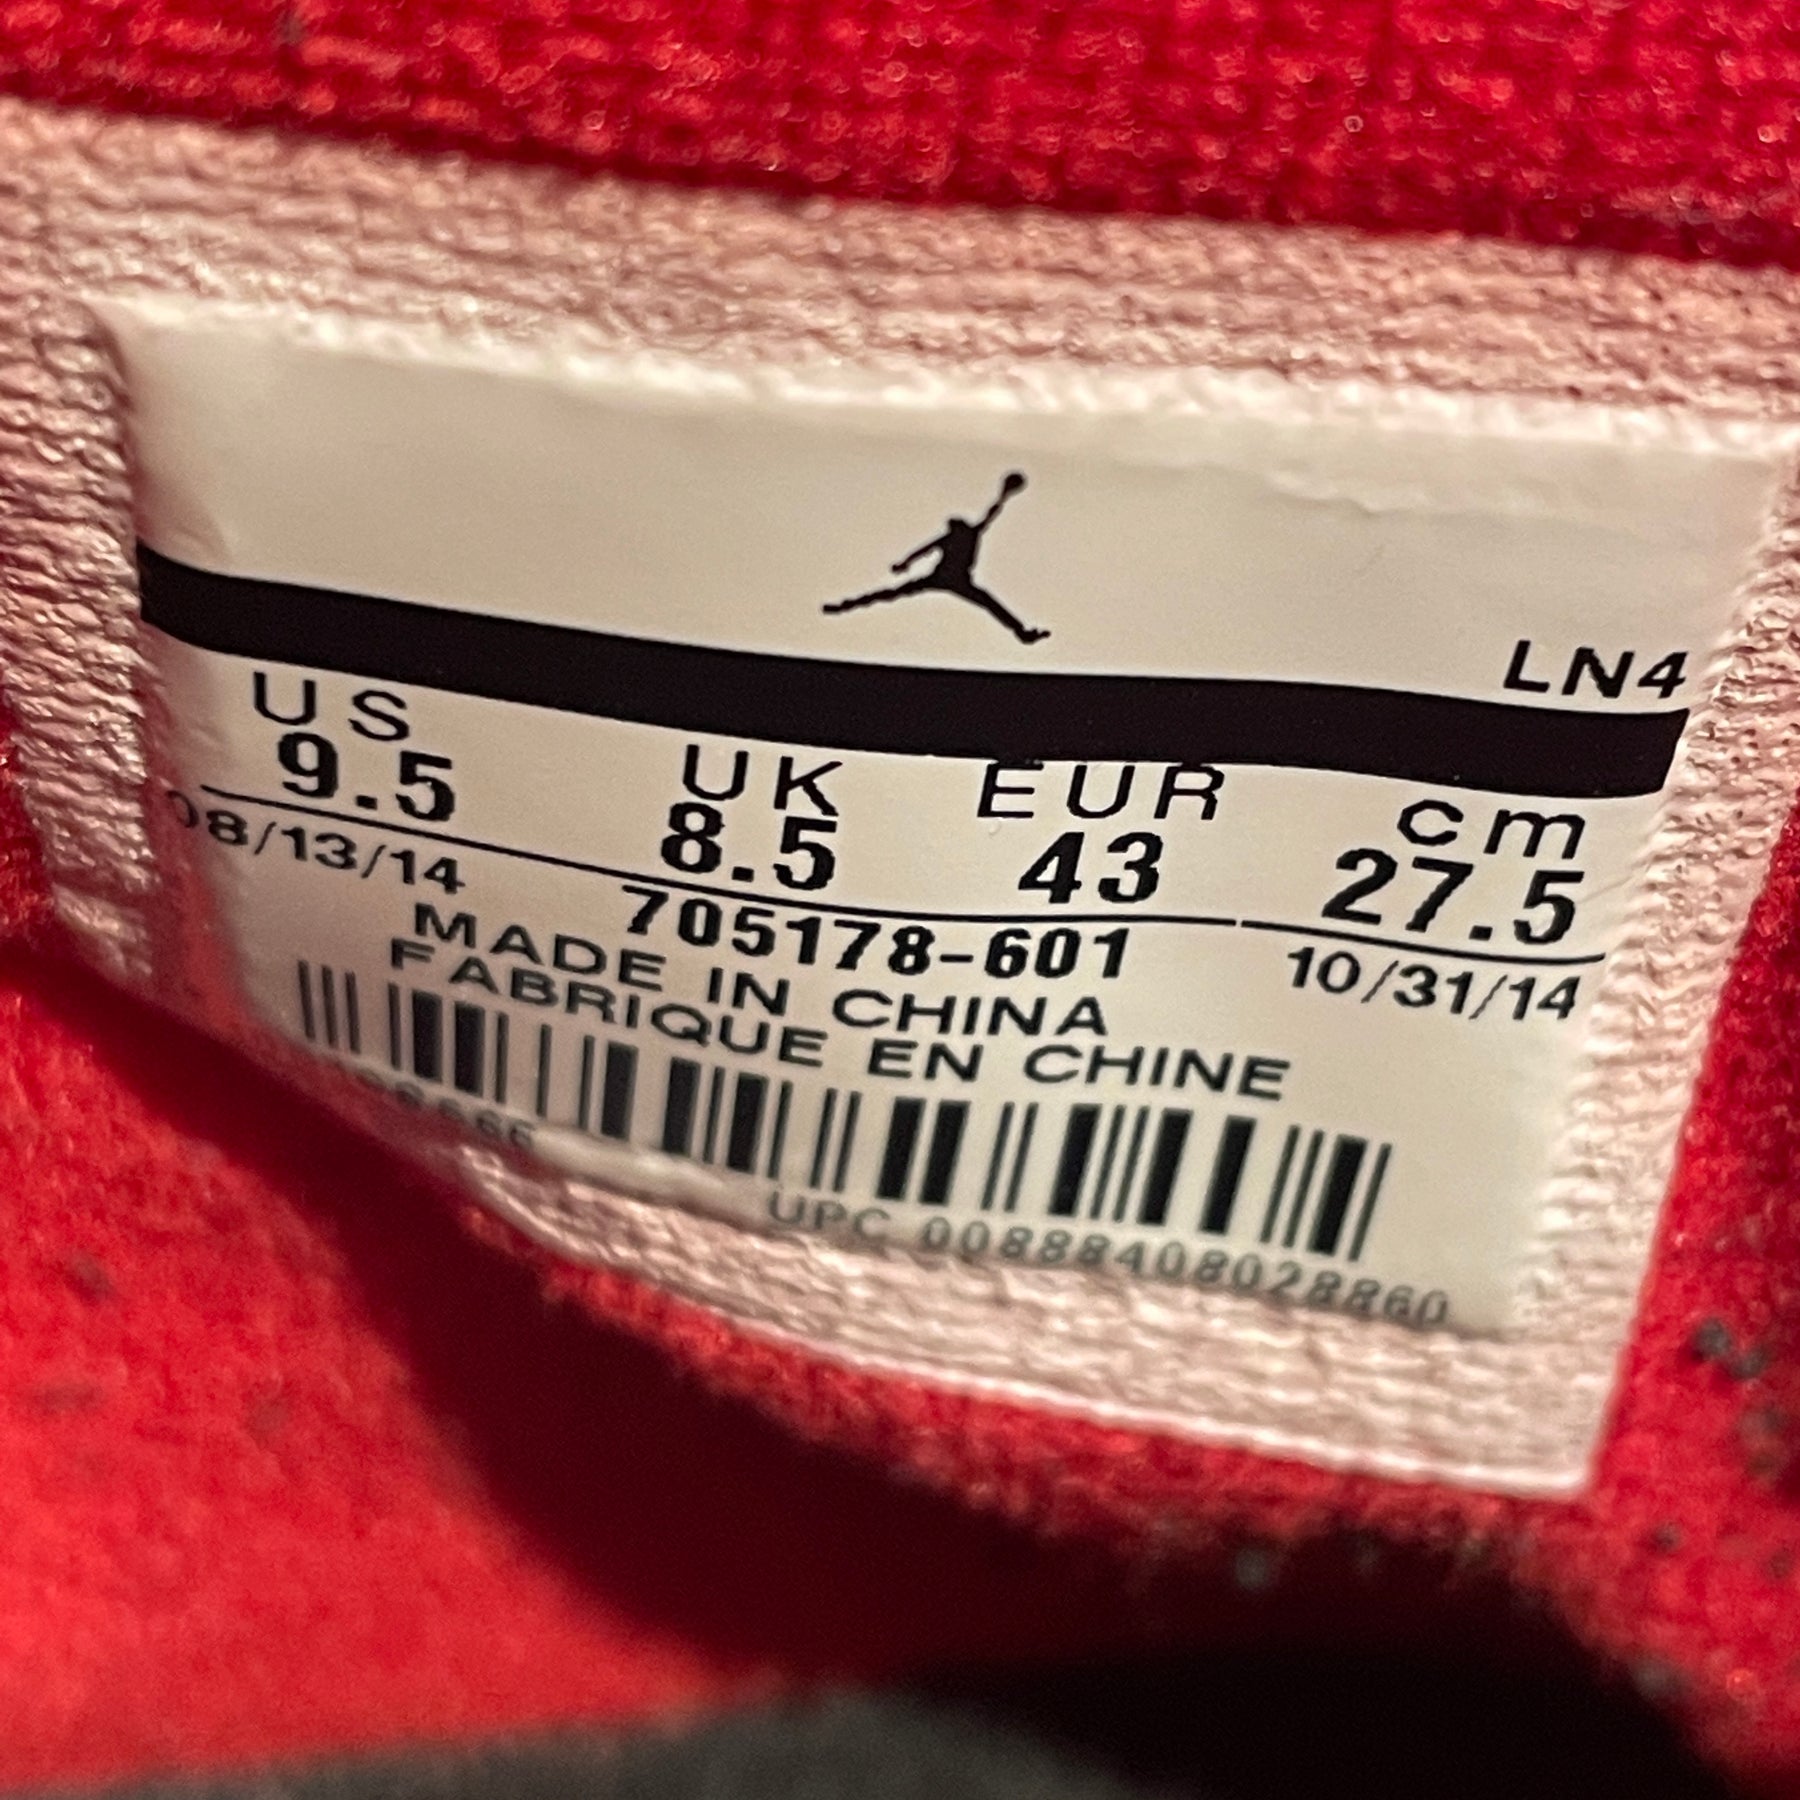 LN4
US UK EUR cm
9.5 8.5 43 27.5
08/13/14 705178-601 10/31/14
MADE IN CHINA
FABRIQUE EN CHINE
UPC 00888408028860